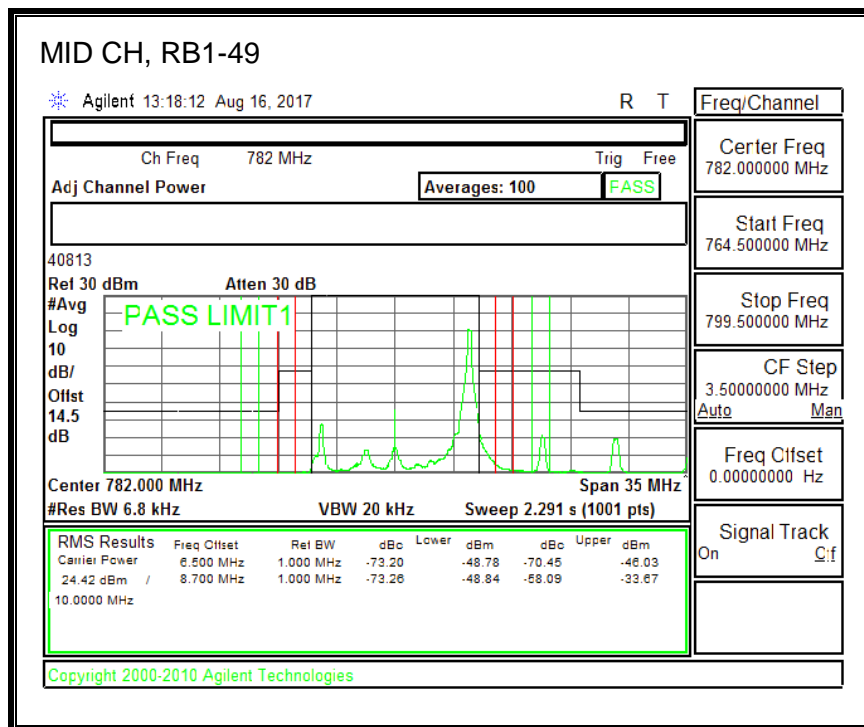 MID CH, RB1-49
Agilent 13:18:12 Aug 16, 2017 R T
Ch Freq 782 MHz Trig Free
Adj Channel Power Averages: 100 PASS
40813
Ref 30 dBm Atten 30 dB
#Avg
Log
10
dB/
Offst
14.5
dB
PASS LIMIT1
Center 782.000 MHz Span 35 MHz
#Res BW 6.8 kHz VBW 20 kHz Sweep 2.291 s (1001 pts)
RMS Results Freq Offset Ref BW dBc Lower dBm dBc Upper dBm
Carrier Power 6.500 MHz 1.000 MHz -73.20 -48.78 -70.45 -46.03
24.42 dBm / 8.700 MHz 1.000 MHz -73.26 -48.84 -58.09 -33.67
10.0000 MHz
Copyright 2000-2010 Agilent Technologies
Freq/Channel
Center Freq
782.000000 MHz
Start Freq
764.500000 MHz
Stop Freq
799.500000 MHz
CF Step
3.50000000 MHz
Auto Man
Freq Offset
0.00000000 Hz
Signal Track
On Off